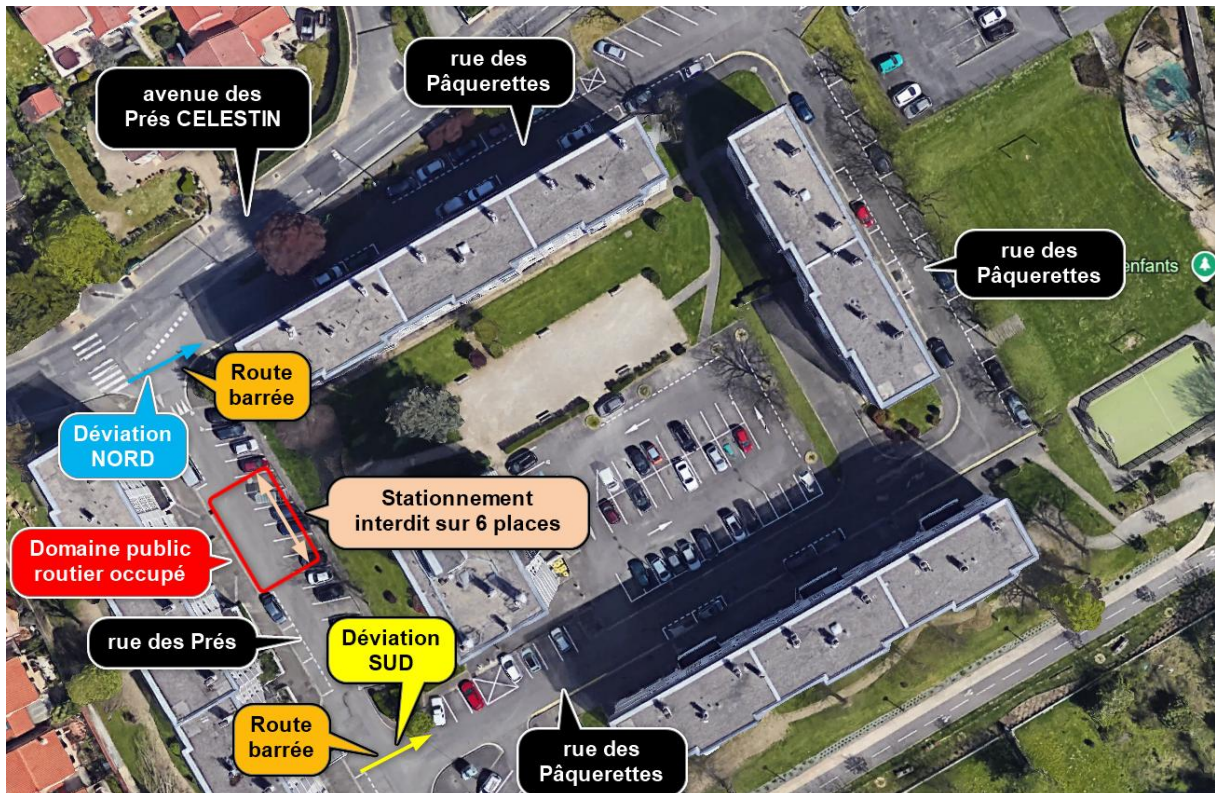 rue des
Pâquerettes
avenue des
Prés CELESTIN
rue des
Pâquerettes
enfants
Route
barrée
Déviation
NORD
Stationnement
interdit sur 6 places
Domaine public
routier occupé
rue des Prés
Déviation
SUD
Route
barrée
rue des
Pâquerettes